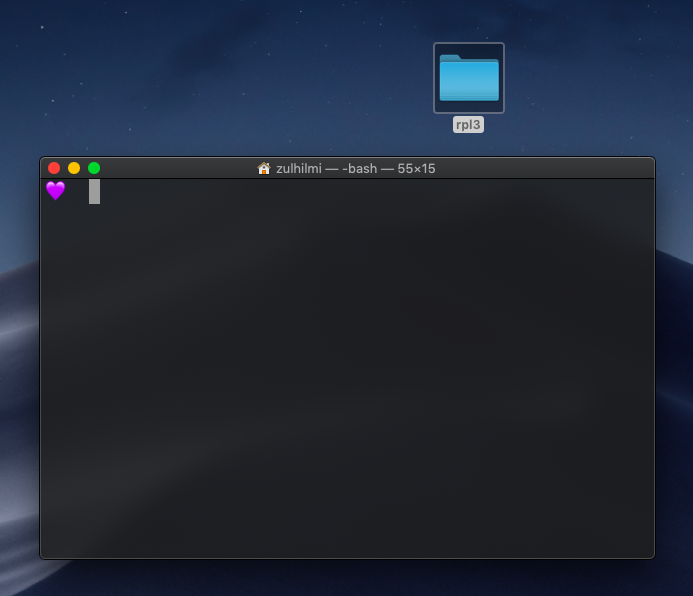 rpl3
zulhilmi — -bash — 55×15